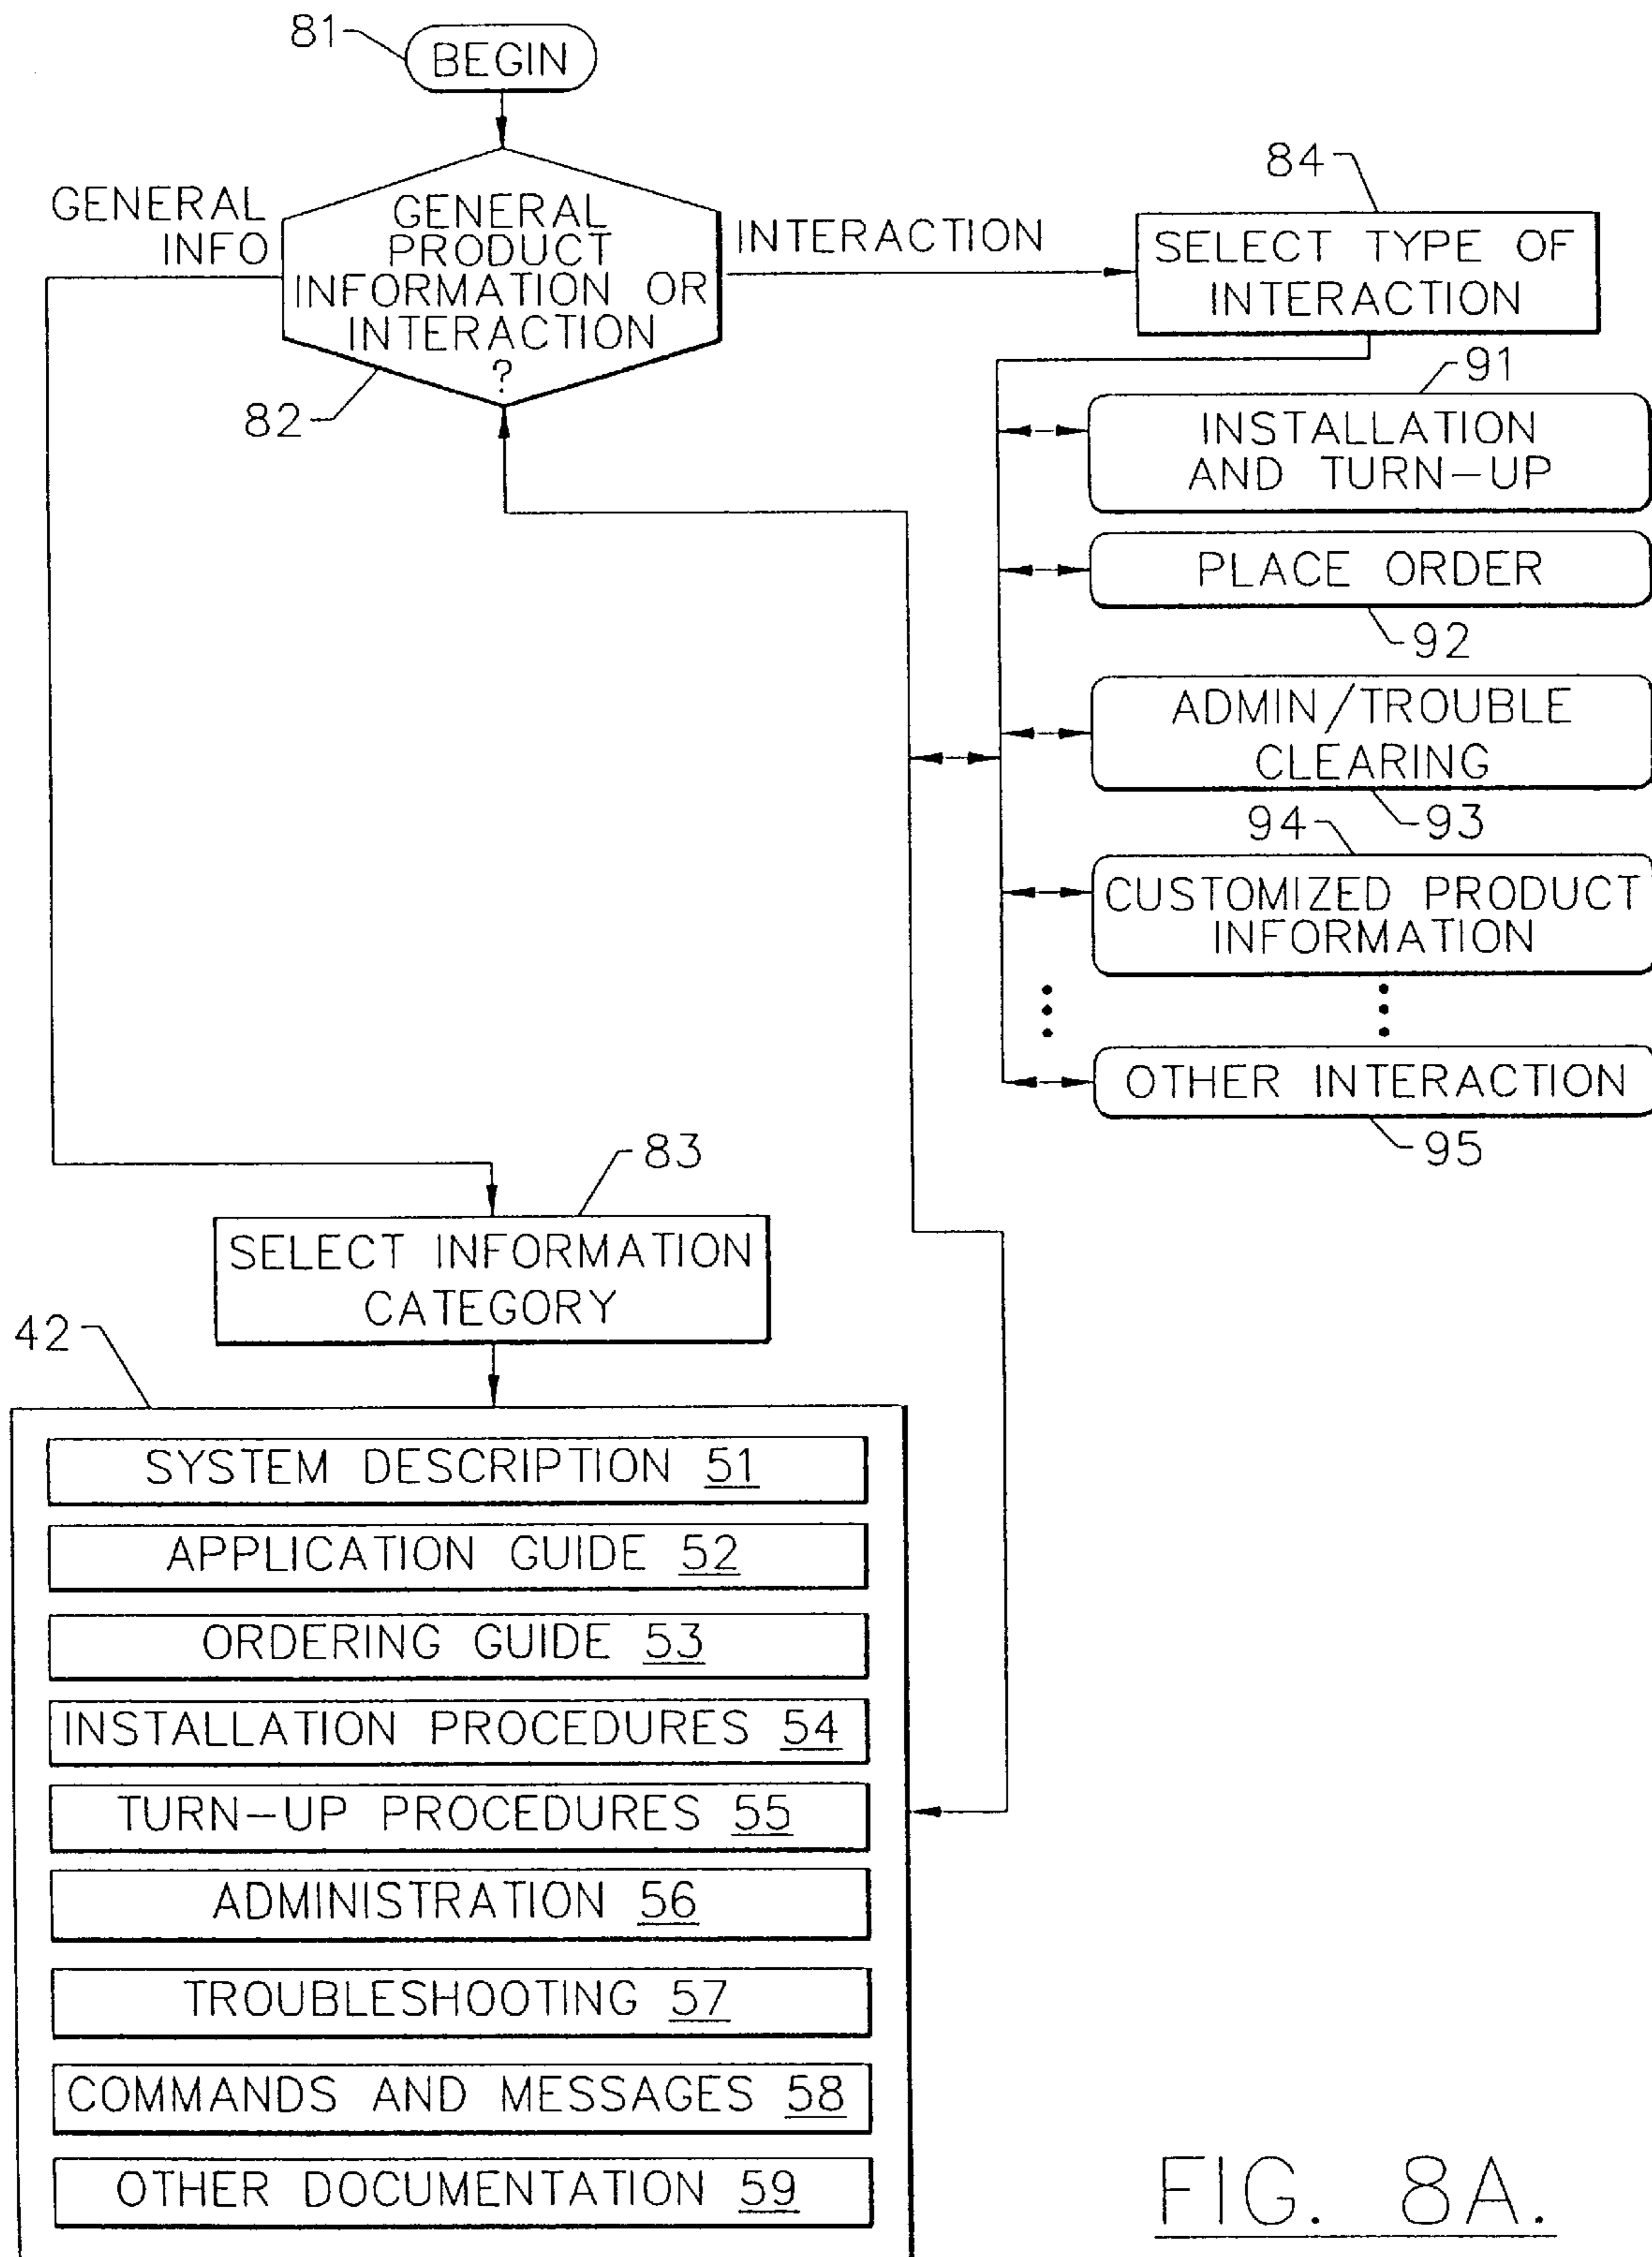 81
BEGIN
GENERAL
INFO
GENERAL
PRODUCT
INFORMATION OR
INTERACTION
?
82
INTERACTION
84
SELECT TYPE OF
INTERACTION
91
INSTALLATION
AND TURN-UP
PLACE ORDER
92
ADMIN/TROUBLE
CLEARING
93
94
CUSTOMIZED PRODUCT
INFORMATION
OTHER INTERACTION
95
83
SELECT INFORMATION
CATEGORY
42
SYSTEM DESCRIPTION 51
APPLICATION GUIDE 52
ORDERING GUIDE 53
INSTALLATION PROCEDURES 54
TURN-UP PROCEDURES 55
ADMINISTRATION 56
TROUBLESHOOTING 57
COMMANDS AND MESSAGES 58
OTHER DOCUMENTATION 59
FIG. 8A.